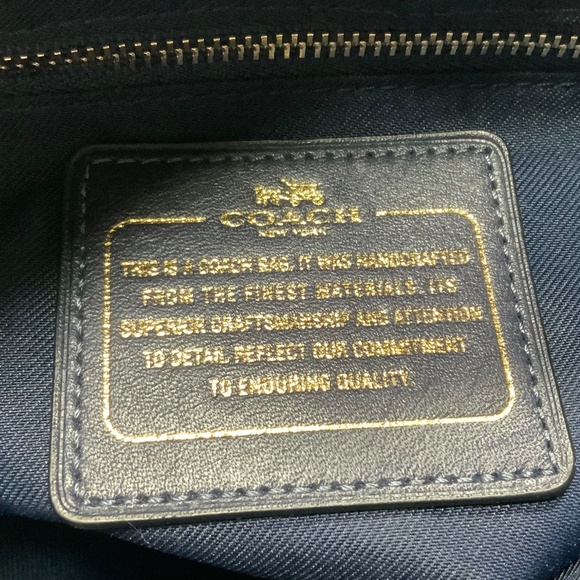 COACH
NEW YORK
THIS IS A COACH BAG. IT WAS HANDCRAFTED
FROM THE FINEST MATERIALS. ITS
SUPERIOR CRAFTSMANSHIP AND ATTENTION
TO DETAIL REFLECT OUR COMMITMENT
TO ENDURING QUALITY.